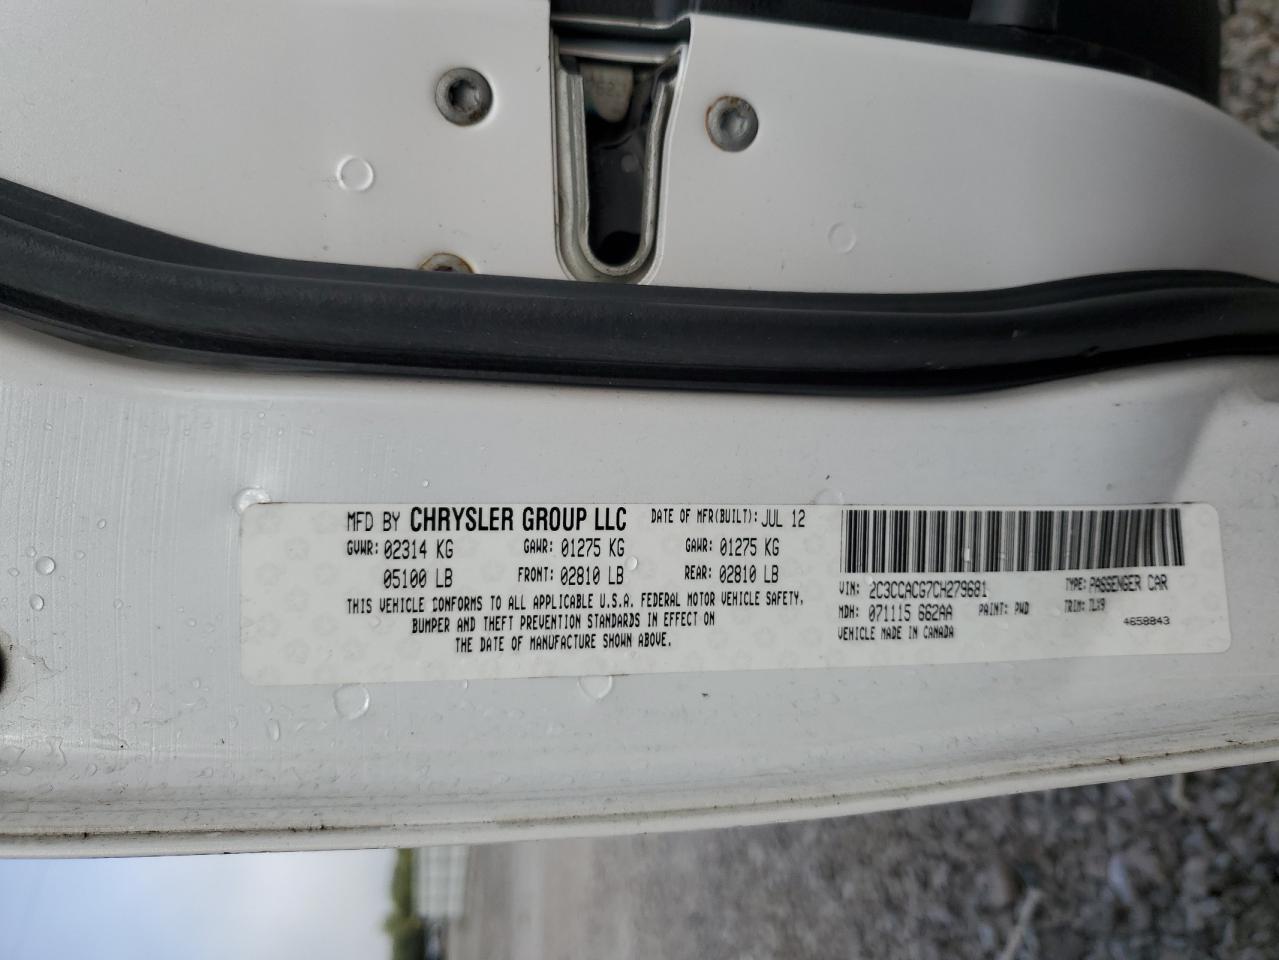 MFD BY CHRYSLER GROUP LLC DATE OF MFR(BUILT): JUL 12
GVWR: 02314 KG GAWR: 01275 KG GAWR: 01275 KG
05100 LB FRONT: 02810 LB REAR: 02810 LB
THIS VEHICLE CONFORMS TO ALL APPLICABLE U.S.A. FEDERAL MOTOR VEHICLE SAFETY,
BUMPER AND THEFT PREVENTION STANDARDS IN EFFECT ON
THE DATE OF MANUFACTURE SHOWN ABOVE.
VIN: 2C3CCACG7CH279681 TYPE: PASSENGER CAR
MDH: 071115 662AA PAINT: PWD TRIM: TLX9
VEHICLE MADE IN CANADA 4658843